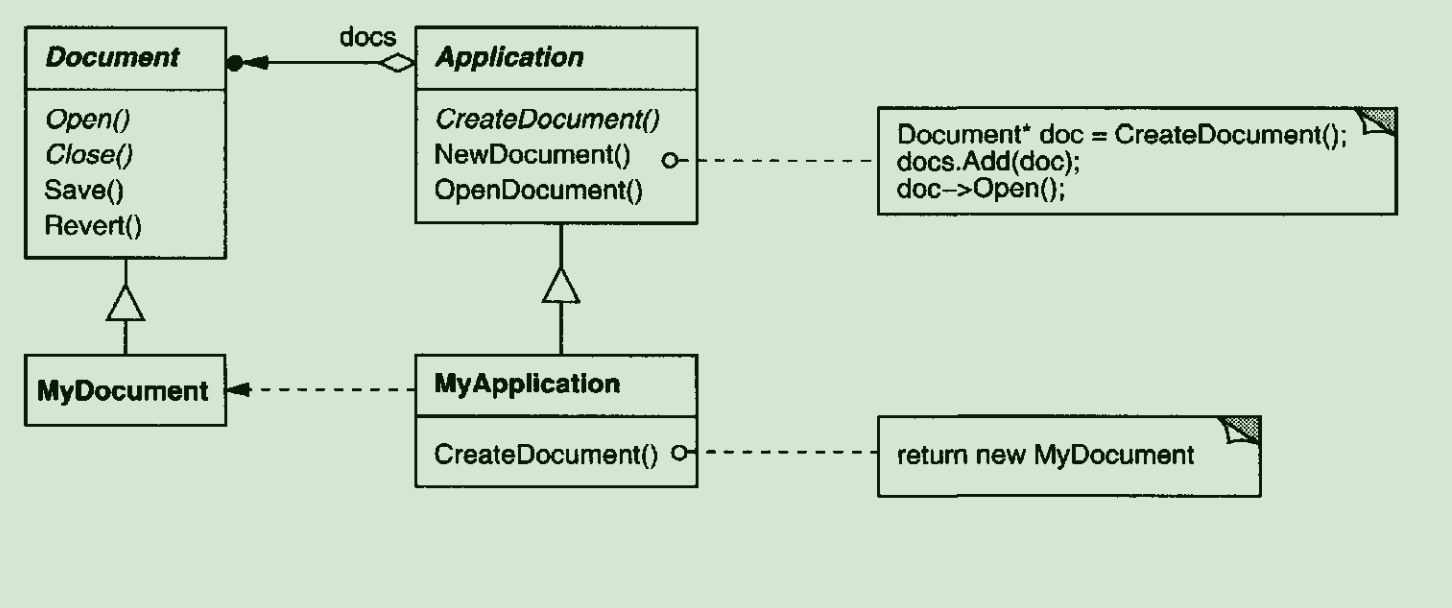 docs
Document
Open()
Close()
Save()
Revert()
Application
CreateDocument()
NewDocument()
OpenDocument()
Document* doc = CreateDocument();
docs.Add(doc);
doc–>Open();
MyDocument
MyApplication
CreateDocument()
return new MyDocument